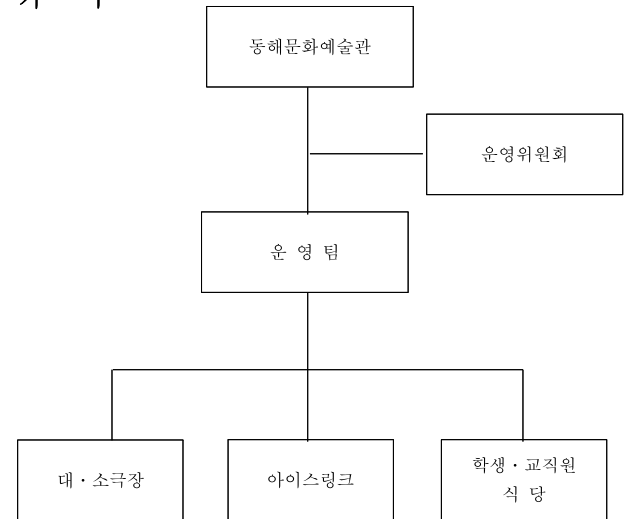 동해문화예술관
운영위원회
운 영 팀
대 · 소극장
아이스링크
학생 · 교직원
식 당